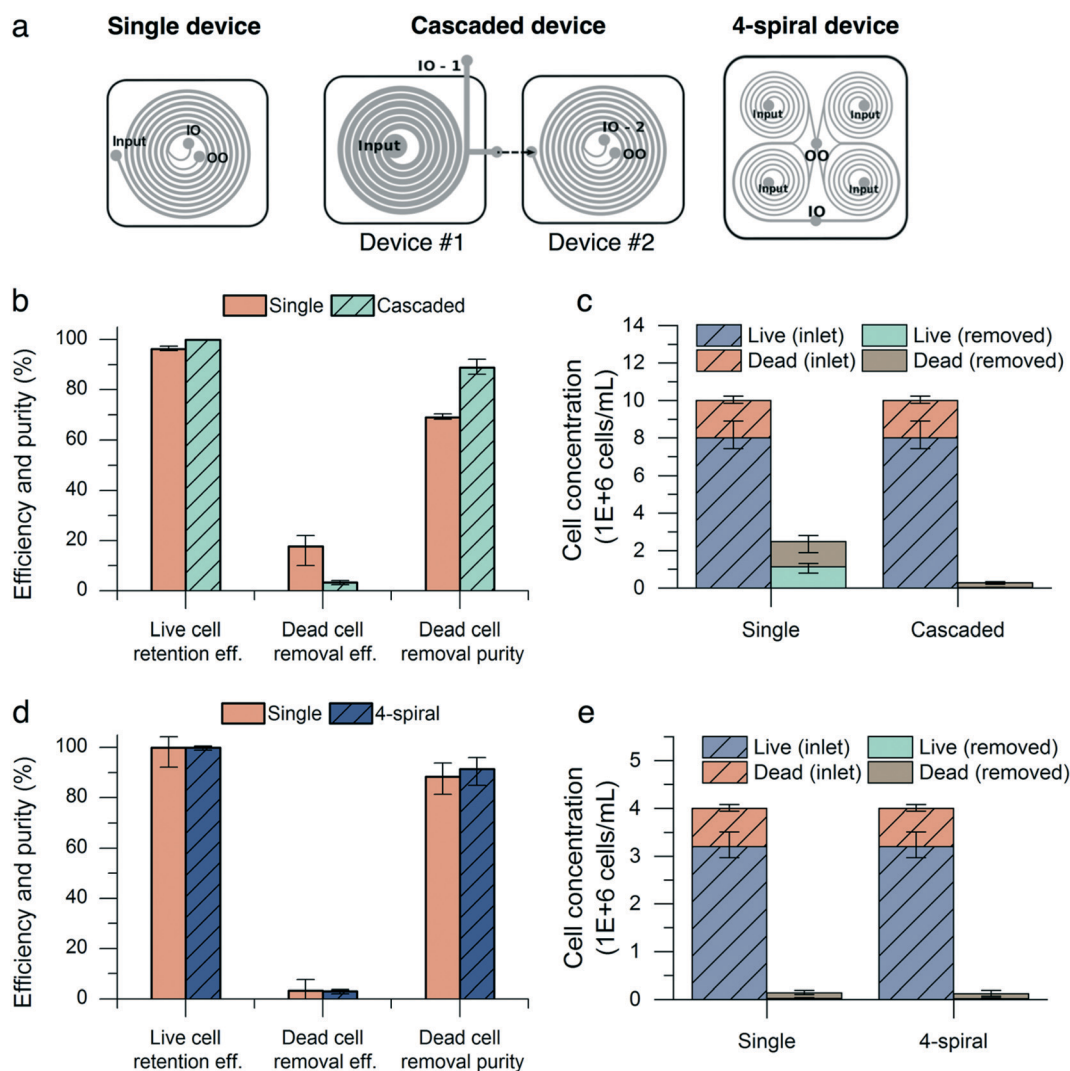 a
Single device
Cascaded device
4-spiral device
Input
IO
OO
IO - 1
Input
Device #1
IO - 2
OO
Device #2
Input
Input
OO
Input
Input
IO
b
Single
Cascaded
Efficiency and purity (%)
100
80
60
40
20
0
Live cell
retention eff.
Dead cell
removal eff.
Dead cell
removal purity
c
Live (inlet)
Live (removed)
Dead (inlet)
Dead (removed)
Cell concentration
(1E+6 cells/mL)
14
12
10
8
6
4
2
0
Single
Cascaded
d
Single
4-spiral
Efficiency and purity (%)
100
80
60
40
20
0
Live cell
retention eff.
Dead cell
removal eff.
Dead cell
removal purity
e
Live (inlet)
Live (removed)
Dead (inlet)
Dead (removed)
Cell concentration
(1E+6 cells/mL)
5
4
3
2
1
0
Single
4-spiral